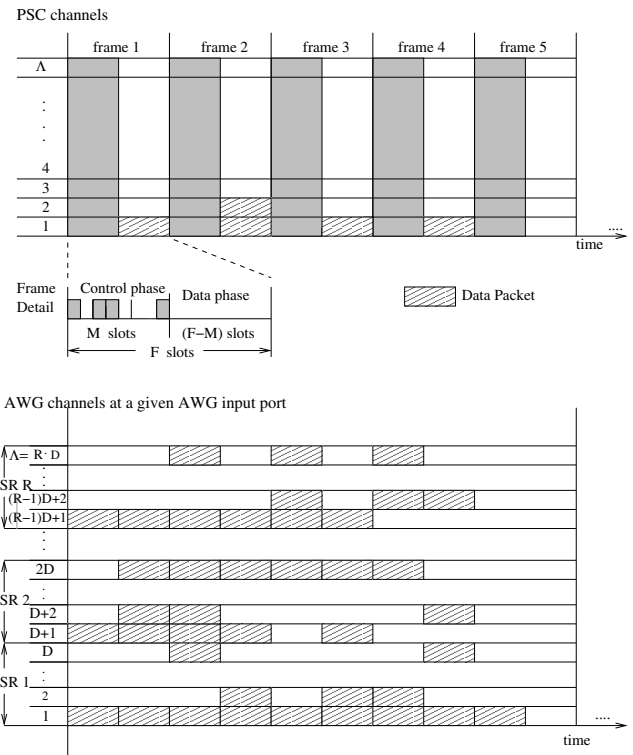 PSC channels
frame 1 frame 2 frame 3 frame 4 frame 5
Λ
.
.
.
4
3
2
1
....
time
Frame Detail
Control phase
Data phase
M slots
(F−M) slots
F slots
Data Packet
AWG channels at a given AWG input port
Λ= R· D
.
.
SR R
(R−1)D+2
(R−1)D+1
.
.
2D
.
.
SR 2
D+2
D+1
D
.
.
SR 1
2
1
....
time